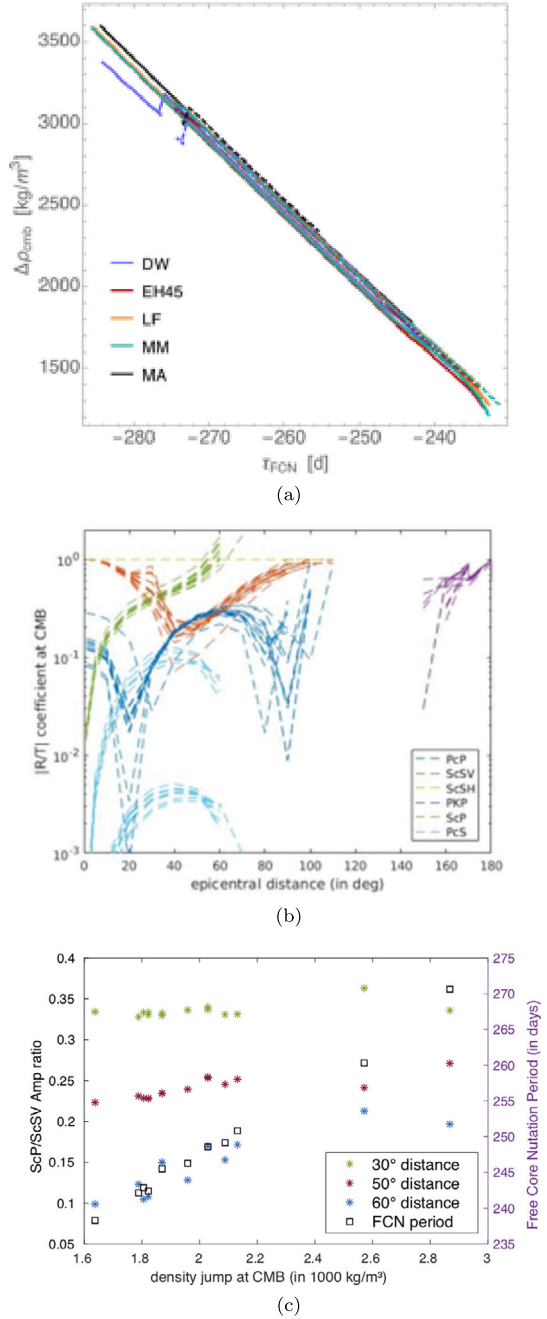 3500
3000
2500
2000
1500
Δρcmb [kg/m³]
DW
EH45
LF
MM
MA
−280 −270 −260 −250 −240
τFCN [d]
(a)
10⁰
10⁻¹
10⁻²
10⁻³
|R/T| coefficient at CMB
PcP
ScSV
ScSH
PKP
ScP
PcS
0 20 40 60 80 100 120 140 160 180
epicentral distance (in deg)
(b)
0.4 275
0.35 270
0.3 265
0.25 260
0.2 255
0.15 250
0.1 245
0.05 240
235
ScP/ScSV Amp ratio
Free Core Nutation Period (in days)
30° distance
50° distance
60° distance
FCN period
1.6 1.8 2 2.2 2.4 2.6 2.8 3
density jump at CMB (in 1000 kg/m³)
(c)